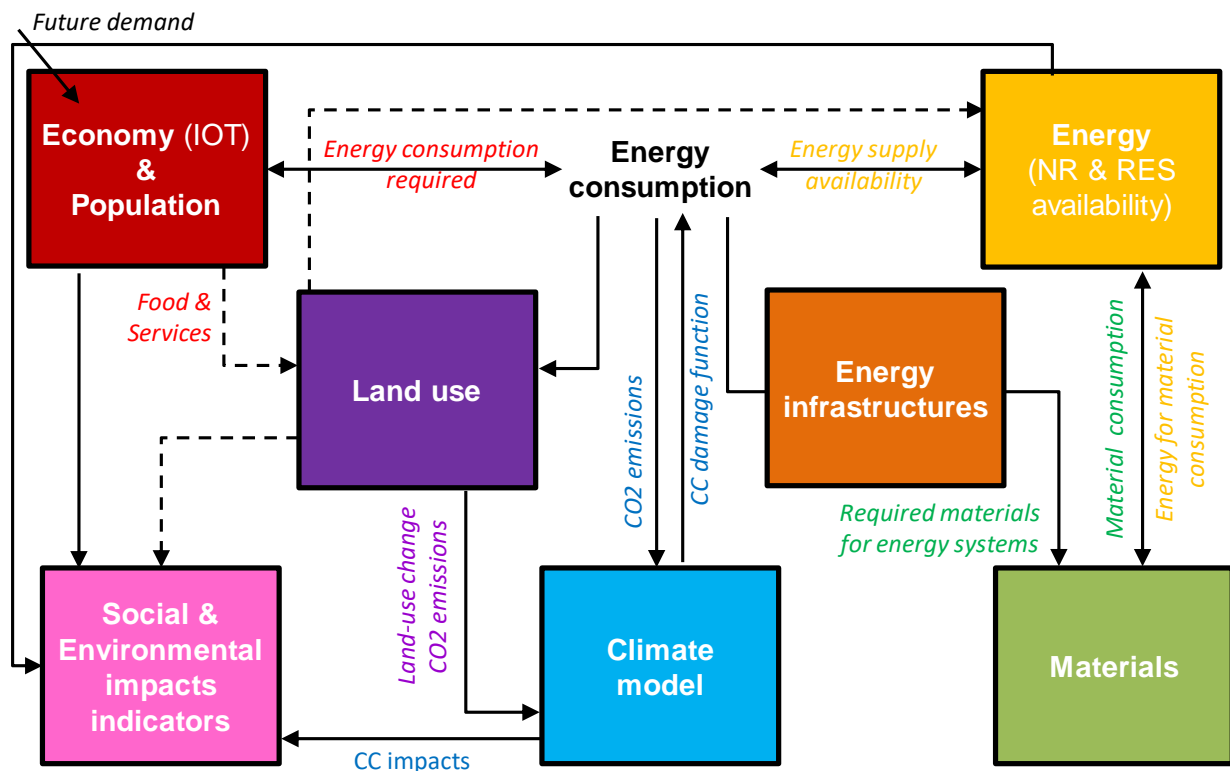 Future demand
Economy (IOT)
&
Population
Energy consumption
required
Energy
consumption
Energy supply
availability
Energy
(NR & RES
availability)
Food &
Services
Land use
CO2 emissions
CC damage function
Energy
infrastructures
Material  consumption
Energy for material
consumption
Land-use change
CO2 emissions
Required materials
for energy systems
Social &
Environmental
impacts
indicators
Climate
model
Materials
CC impacts